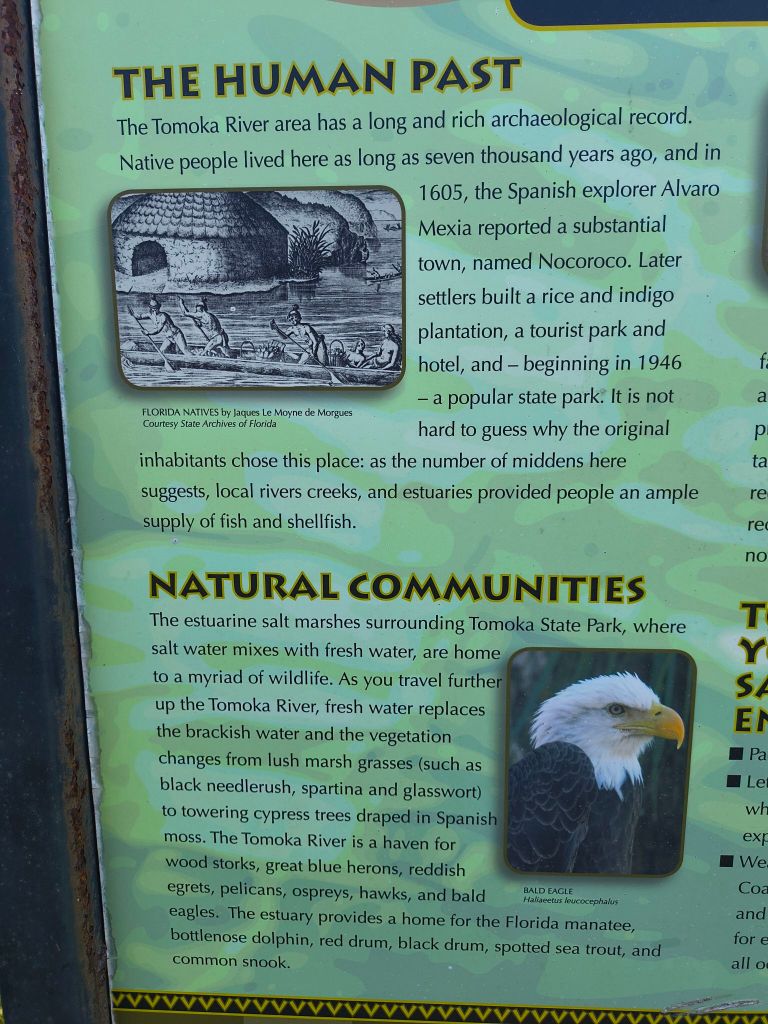 THE HUMAN PAST
The Tomoka River area has a long and rich archaeological record.
Native people lived here as long as seven thousand years ago, and in
1605, the Spanish explorer Alvaro
Mexia reported a substantial
town, named Nocoroco. Later
settlers built a rice and indigo
plantation, a tourist park and
hotel, and – beginning in 1946
– a popular state park. It is not
hard to guess why the original
inhabitants chose this place: as the number of middens here
suggests, local rivers creeks, and estuaries provided people an ample
supply of fish and shellfish.
FLORIDA NATIVES by Jaques Le Moyne de Morgues
Courtesy State Archives of Florida
NATURAL COMMUNITIES
The estuarine salt marshes surrounding Tomoka State Park, where
salt water mixes with fresh water, are home
to a myriad of wildlife. As you travel further
up the Tomoka River, fresh water replaces
the brackish water and the vegetation
changes from lush marsh grasses (such as
black needlerush, spartina and glasswort)
to towering cypress trees draped in Spanish
moss. The Tomoka River is a haven for
wood storks, great blue herons, reddish
egrets, pelicans, ospreys, hawks, and bald
eagles. The estuary provides a home for the Florida manatee,
bottlenose dolphin, red drum, black drum, spotted sea trout, and
common snook.
BALD EAGLE
Haliaeetus leucocephalus
and
for e
all o